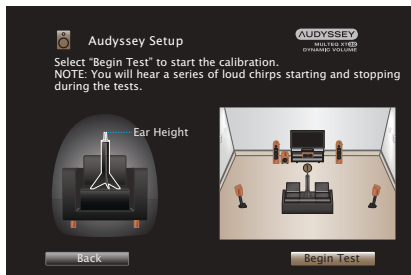 Audyssey Setup
AUDYSSEY
MULTEQ XT32
DYNAMIC VOLUME
Select “Begin Test” to start the calibration.
NOTE: You will hear a series of loud chirps starting and stopping
during the tests.
Ear Height
Back
Begin Test